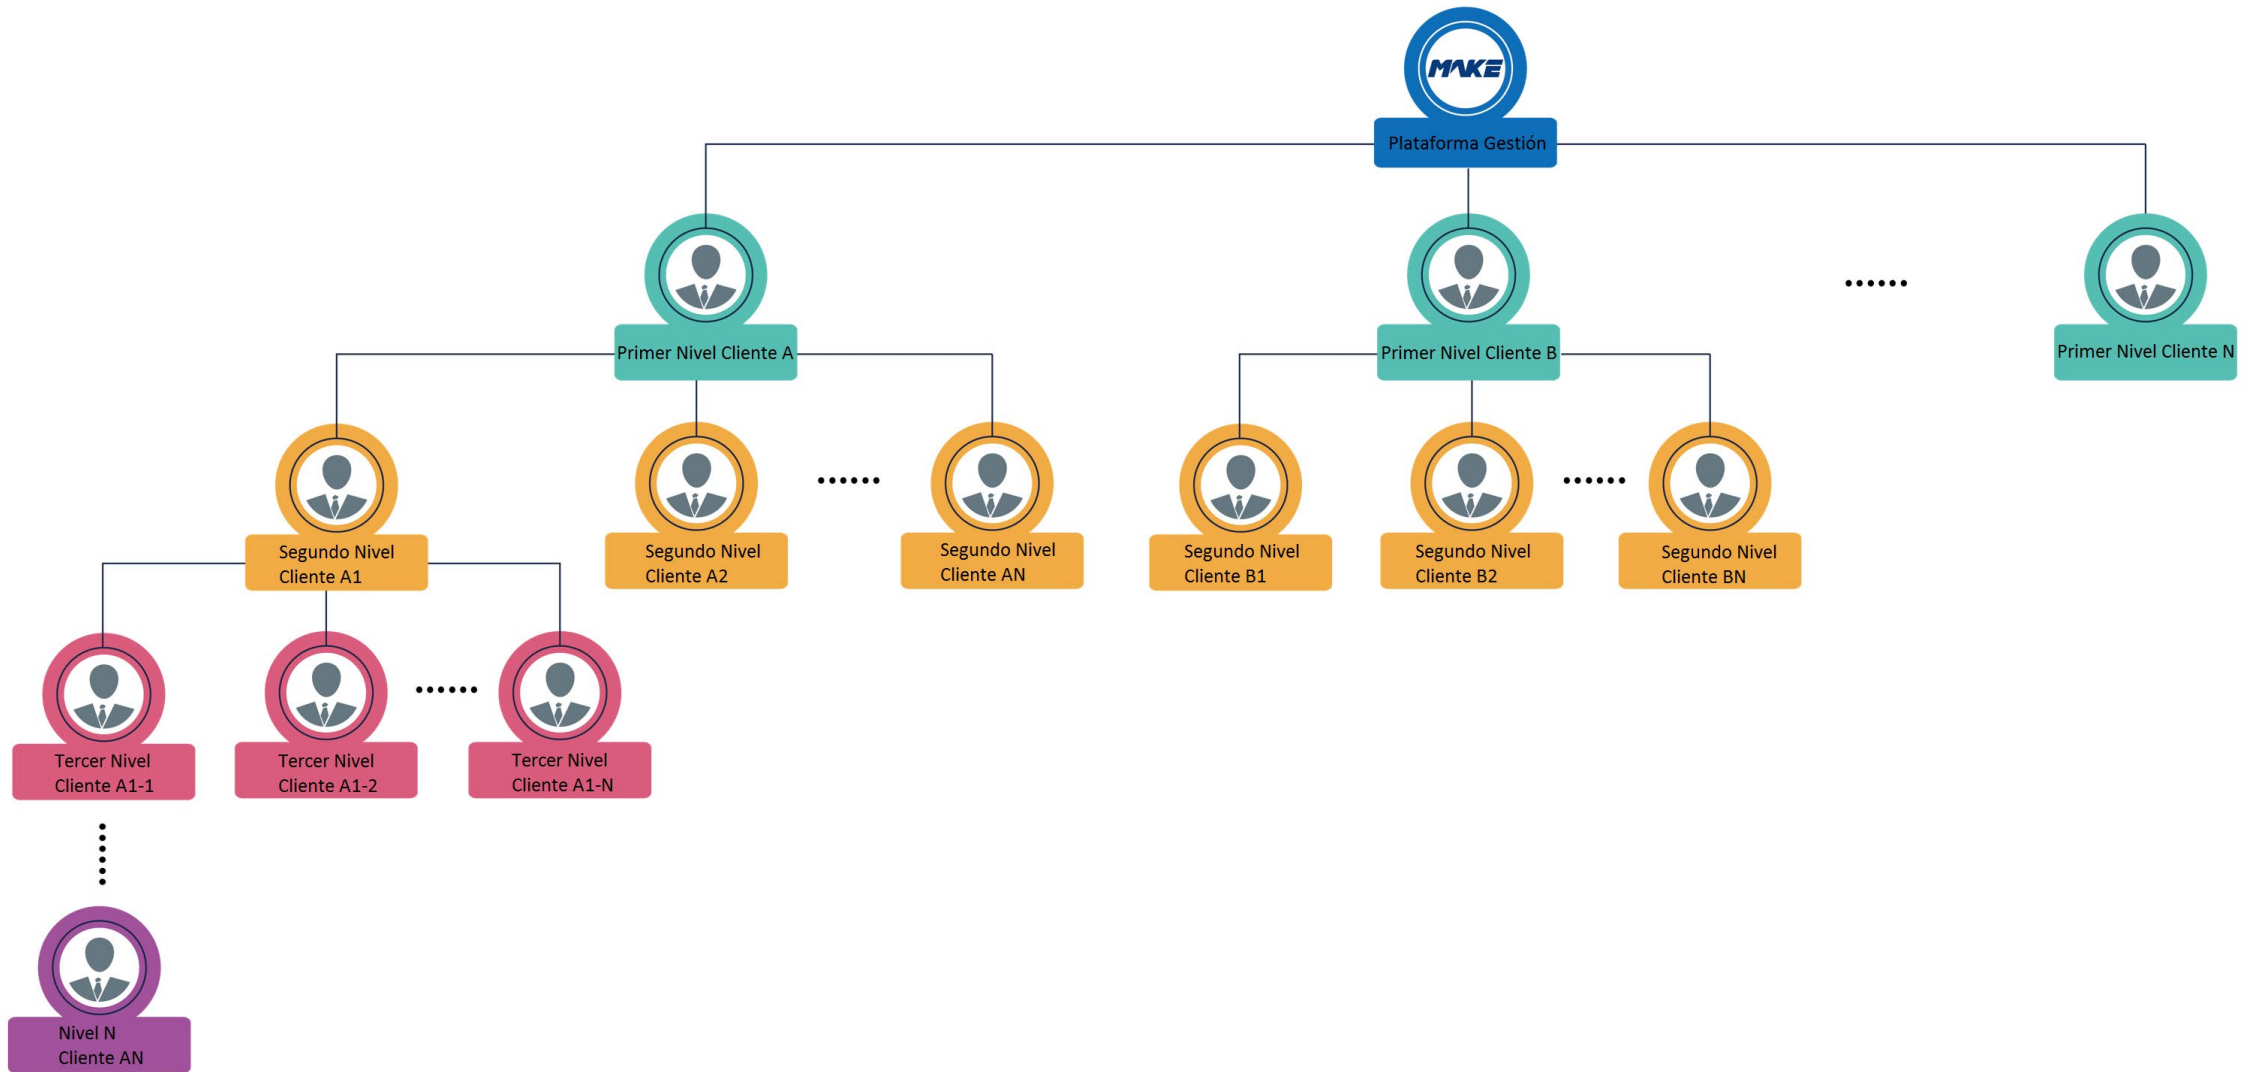 MAKE
Plataforma Gestión
Primer Nivel Cliente A
Primer Nivel Cliente B
Primer Nivel Cliente N
Segundo Nivel
Cliente A1
Segundo Nivel
Cliente A2
Segundo Nivel
Cliente AN
Segundo Nivel
Cliente B1
Segundo Nivel
Cliente B2
Segundo Nivel
Cliente BN
Tercer Nivel
Cliente A1-1
Tercer Nivel
Cliente A1-2
Tercer Nivel
Cliente A1-N
Nivel N
Cliente AN